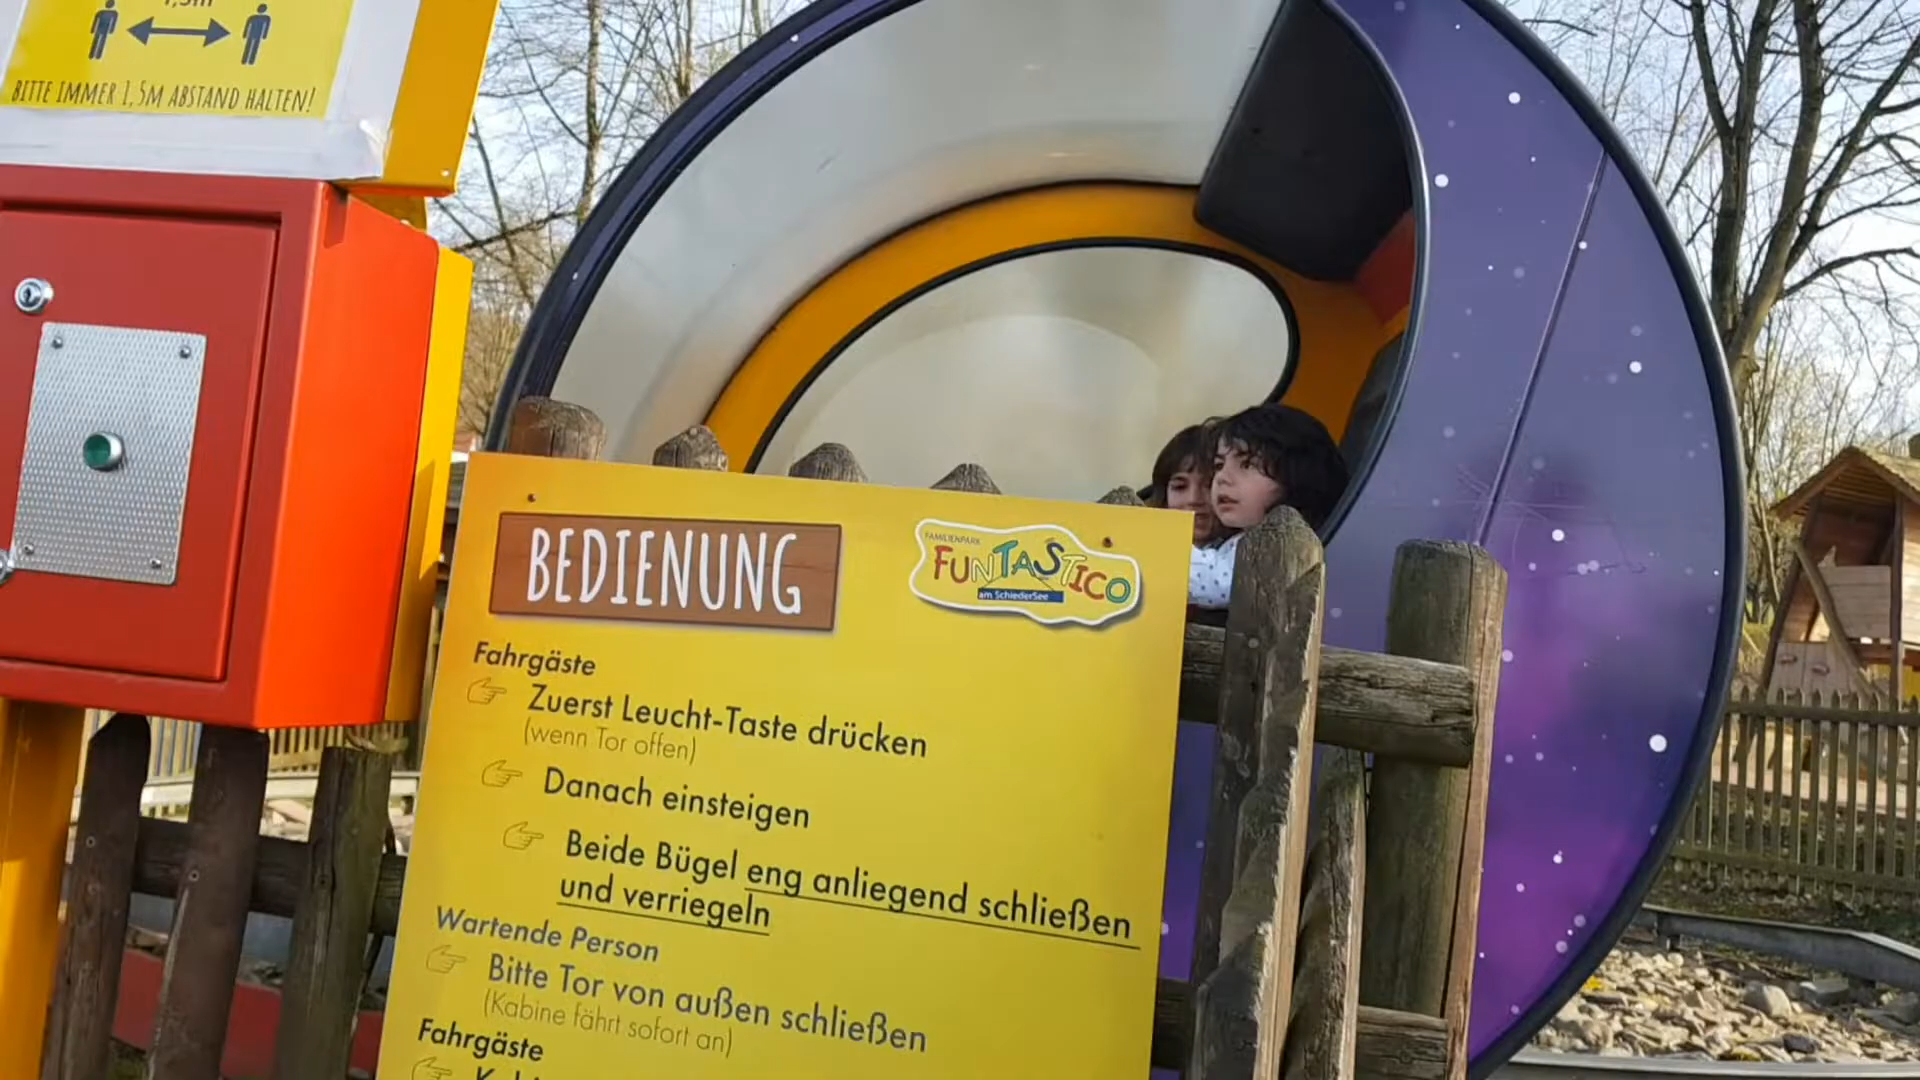 BITTE IMMER 1,5M ABSTAND HALTEN!
BEDIENUNG
FAMILIENPARK
FUNTASTICO
am SchiederSee
Fahrgäste
Zuerst Leucht-Taste drücken
(wenn Tor offen)
Danach einsteigen
Beide Bügel eng anliegend schließen
und verriegeln
Wartende Person
Bitte Tor von außen schließen
(Kabine fährt sofort an)
Fahrgäste